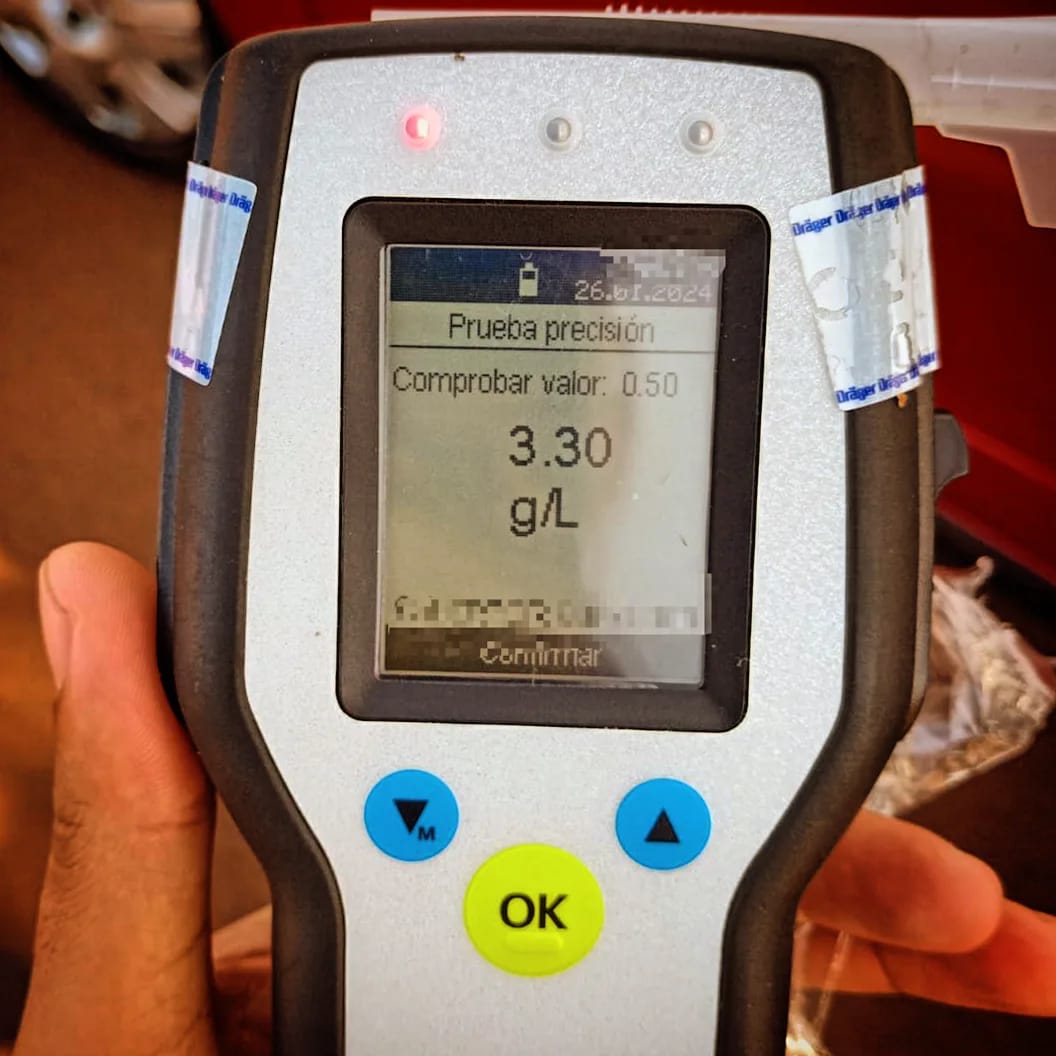 26.01.2024
Prueba precisión
Comprobar valor: 0.50
3.30
g/L
Confirmar
M
OK
Dräger Dräger Dräger
Dräger Dräger Dräger